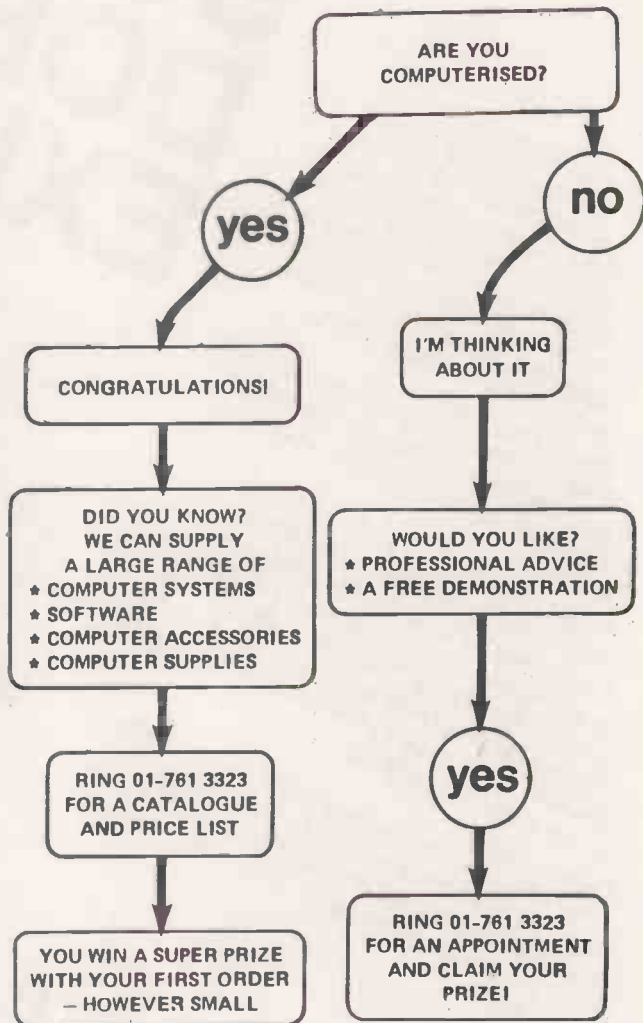 ARE YOU
COMPUTERISED?
yes
no
CONGRATULATIONS!
I'M THINKING
ABOUT IT
DID YOU KNOW?
WE CAN SUPPLY
A LARGE RANGE OF
* COMPUTER SYSTEMS
* SOFTWARE
* COMPUTER ACCESSORIES
* COMPUTER SUPPLIES
WOULD YOU LIKE?
* PROFESSIONAL ADVICE
* A FREE DEMONSTRATION
RING 01-761 3323
FOR A CATALOGUE
AND PRICE LIST
yes
YOU WIN A SUPER PRIZE
WITH YOUR FIRST ORDER
– HOWEVER SMALL
RING 01-761 3323
FOR AN APPOINTMENT
AND CLAIM YOUR
PRIZE!